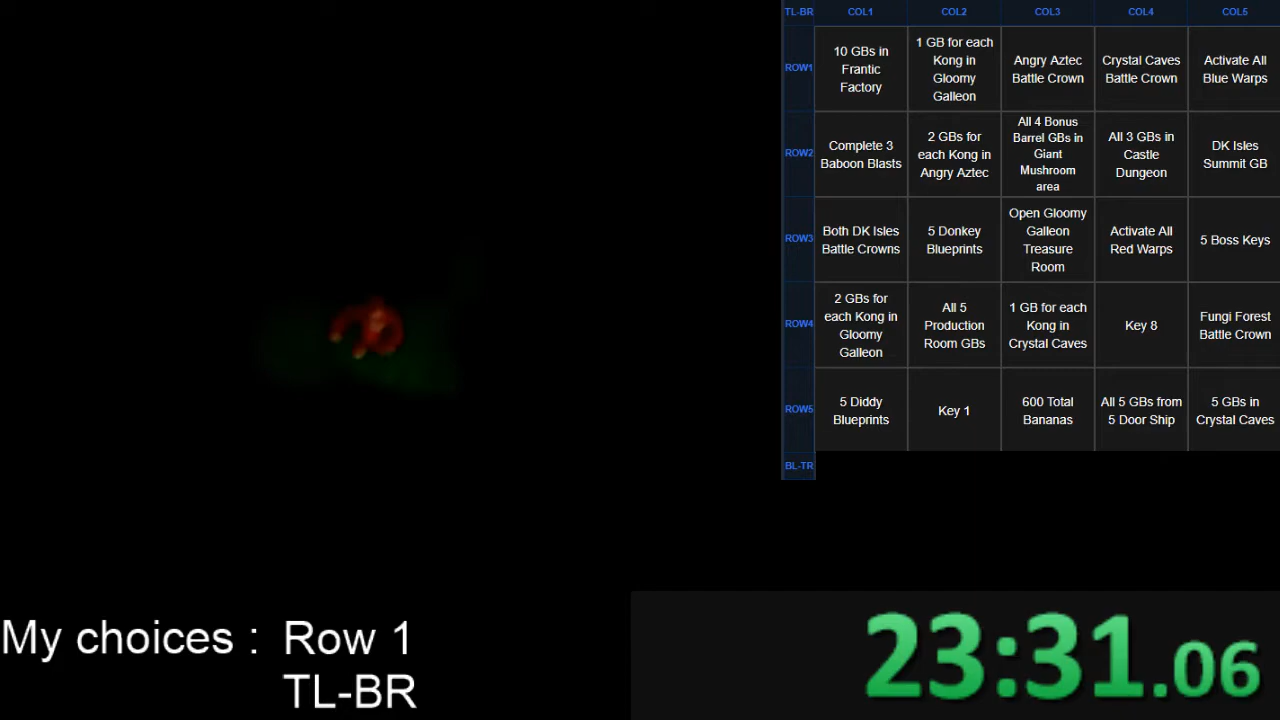 TL-BR COL1 COL2 COL3 COL4 COL5
ROW1
10 GBs in
Frantic
Factory
1 GB for each
Kong in
Gloomy
Galleon
Angry Aztec
Battle Crown
Crystal Caves
Battle Crown
Activate All
Blue Warps
ROW2
Complete 3
Baboon Blasts
2 GBs for
each Kong in
Angry Aztec
All 4 Bonus
Barrel GBs in
Giant
Mushroom
area
All 3 GBs in
Castle
Dungeon
DK Isles
Summit GB
ROW3
Both DK Isles
Battle Crowns
5 Donkey
Blueprints
Open Gloomy
Galleon
Treasure
Room
Activate All
Red Warps
5 Boss Keys
ROW4
2 GBs for
each Kong in
Gloomy
Galleon
All 5
Production
Room GBs
1 GB for each
Kong in
Crystal Caves
Key 8
Fungi Forest
Battle Crown
ROW5
5 Diddy
Blueprints
Key 1
600 Total
Bananas
All 5 GBs from
5 Door Ship
5 GBs in
Crystal Caves
BL-TR
My choices : Row 1
TL-BR
23:31.06